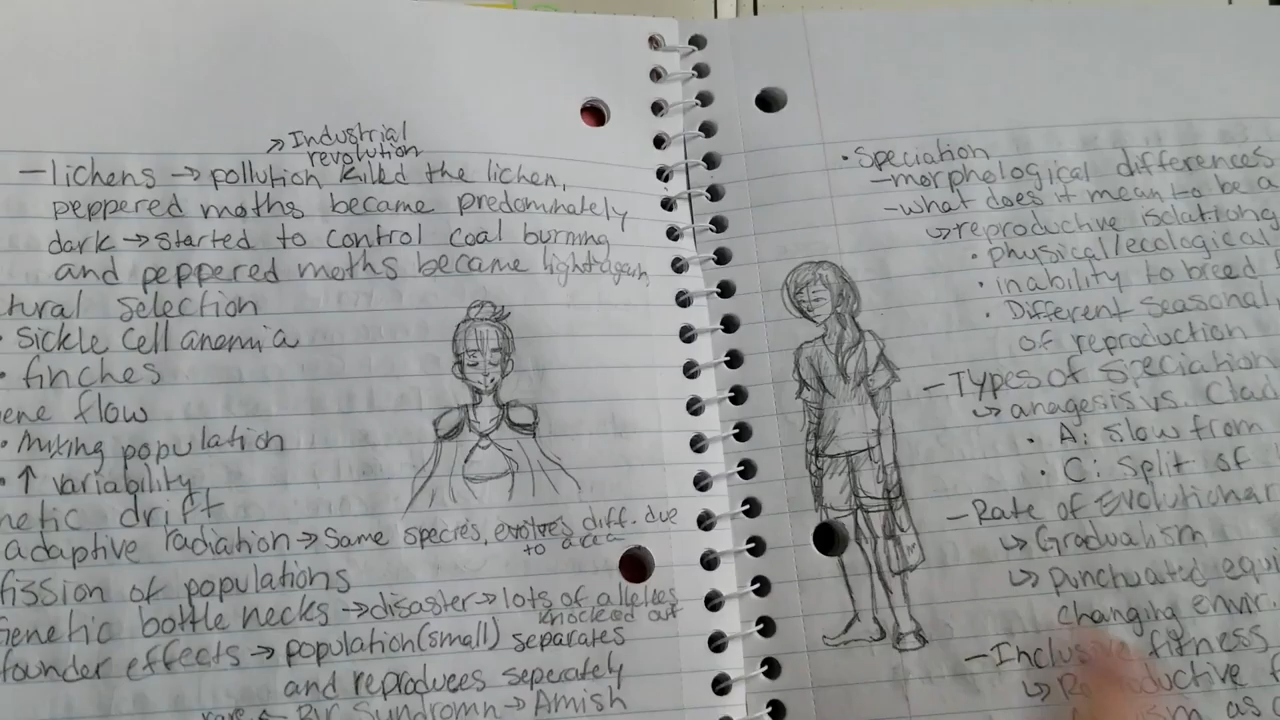 → Industrial
revolution
- lichens → pollution killed the lichen,
peppered moths became predominately
dark → started to control coal burning
and peppered moths became light again,
tural selection
• sickle cell anemia
• finches
ene flow
• mixing population
• ↑ variability
netic drift
adaptive radiation → Same species, evolves diff. due
to area
fission of populations
Genetic bottle necks → disaster → lots of alleles
knocked out
founder effects → population (small) separates
and reproduces seperately
rare ← Syndromn → Amish
• Speciation
- morphological differences
- what does it mean to be a
↳ reproductive isolating
• physical/ecological
• inability to breed
• Different Seasonal
of reproduction
- Types of Speciation
↳ anagesis vs. Clad
• A: Slow from
• C: Split of
- Rate of Evolutionar
↳ Gradualism
↳ punctuated equi
changing envir.
- Inclusive fitness
↳ Reproductive f
as